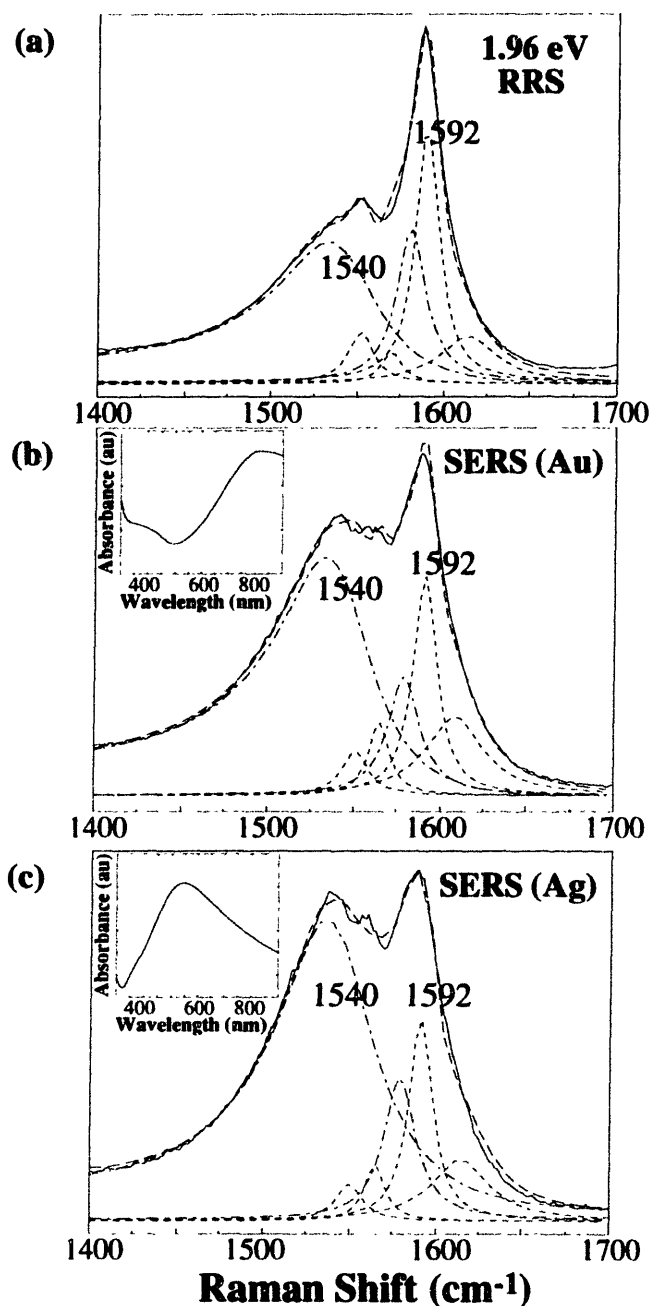 (a)
1.96 eV
RRS
1592
1540
1400 1500 1600 1700
(b)
SERS (Au)
Absorbance (au)
400 600 800
Wavelength (nm)
1592
1540
1400 1500 1600 1700
(c)
SERS (Ag)
Absorbance (au)
400 600 800
Wavelength (nm)
1540 1592
1400 1500 1600 1700
Raman Shift (cm-1)